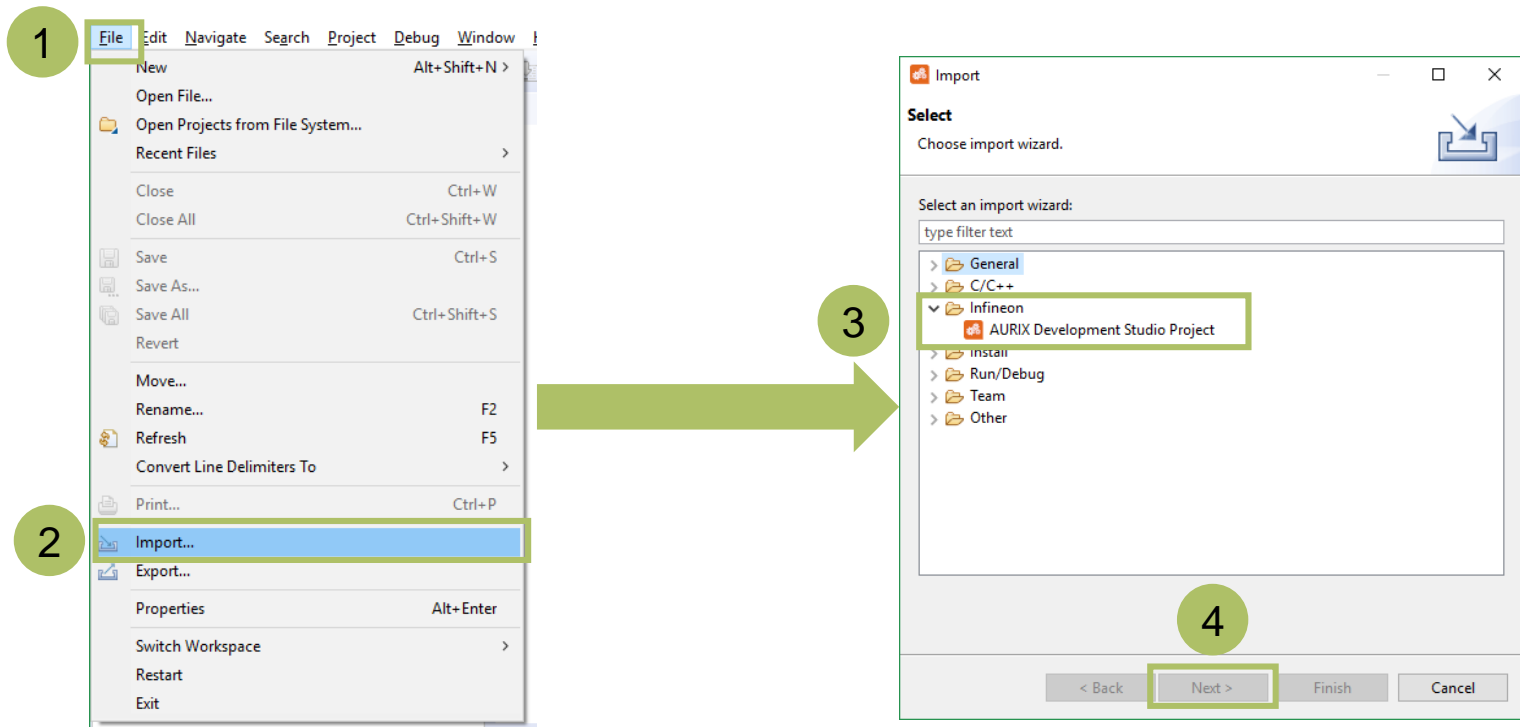 1
File Edit Navigate Search Project Debug Window
New Alt+Shift+N >
Open File...
Open Projects from File System...
Recent Files >
Close Ctrl+W
Close All Ctrl+Shift+W
Save Ctrl+S
Save As...
Save All Ctrl+Shift+S
Revert
Move...
Rename... F2
Refresh F5
Convert Line Delimiters To >
Print... Ctrl+P
2
Import...
Export...
Properties Alt+Enter
Switch Workspace >
Restart
Exit
Import
Select
Choose import wizard.
Select an import wizard:
type filter text
General
C/C++
3
Infineon
AURIX Development Studio Project
Install
Run/Debug
Team
Other
4
< Back Next > Finish Cancel